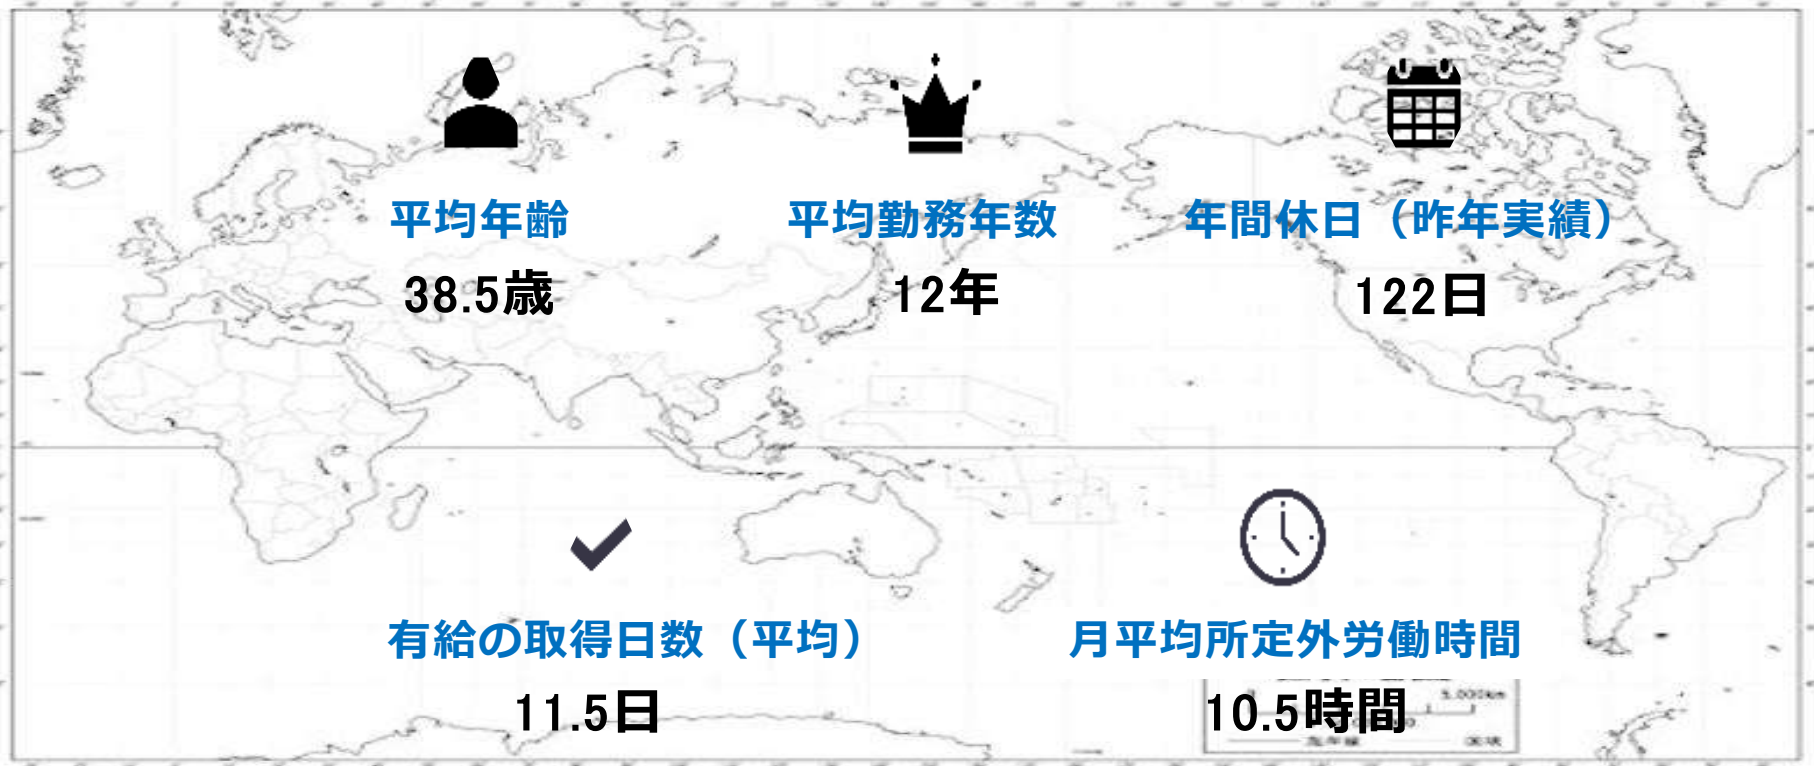 平均年齢
38.5歳
平均勤務年数
12年
年間休日（昨年実績）
122日
有給の取得日数（平均）
11.5日
月平均所定外労働時間
10.5時間
5,000km